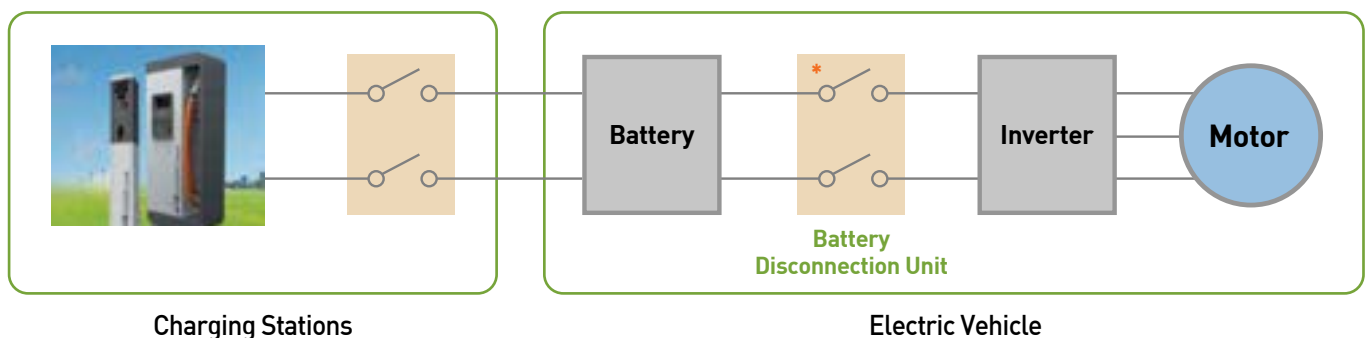 Battery
*
Inverter
Motor
Battery
Disconnection Unit
Charging Stations
Electric Vehicle